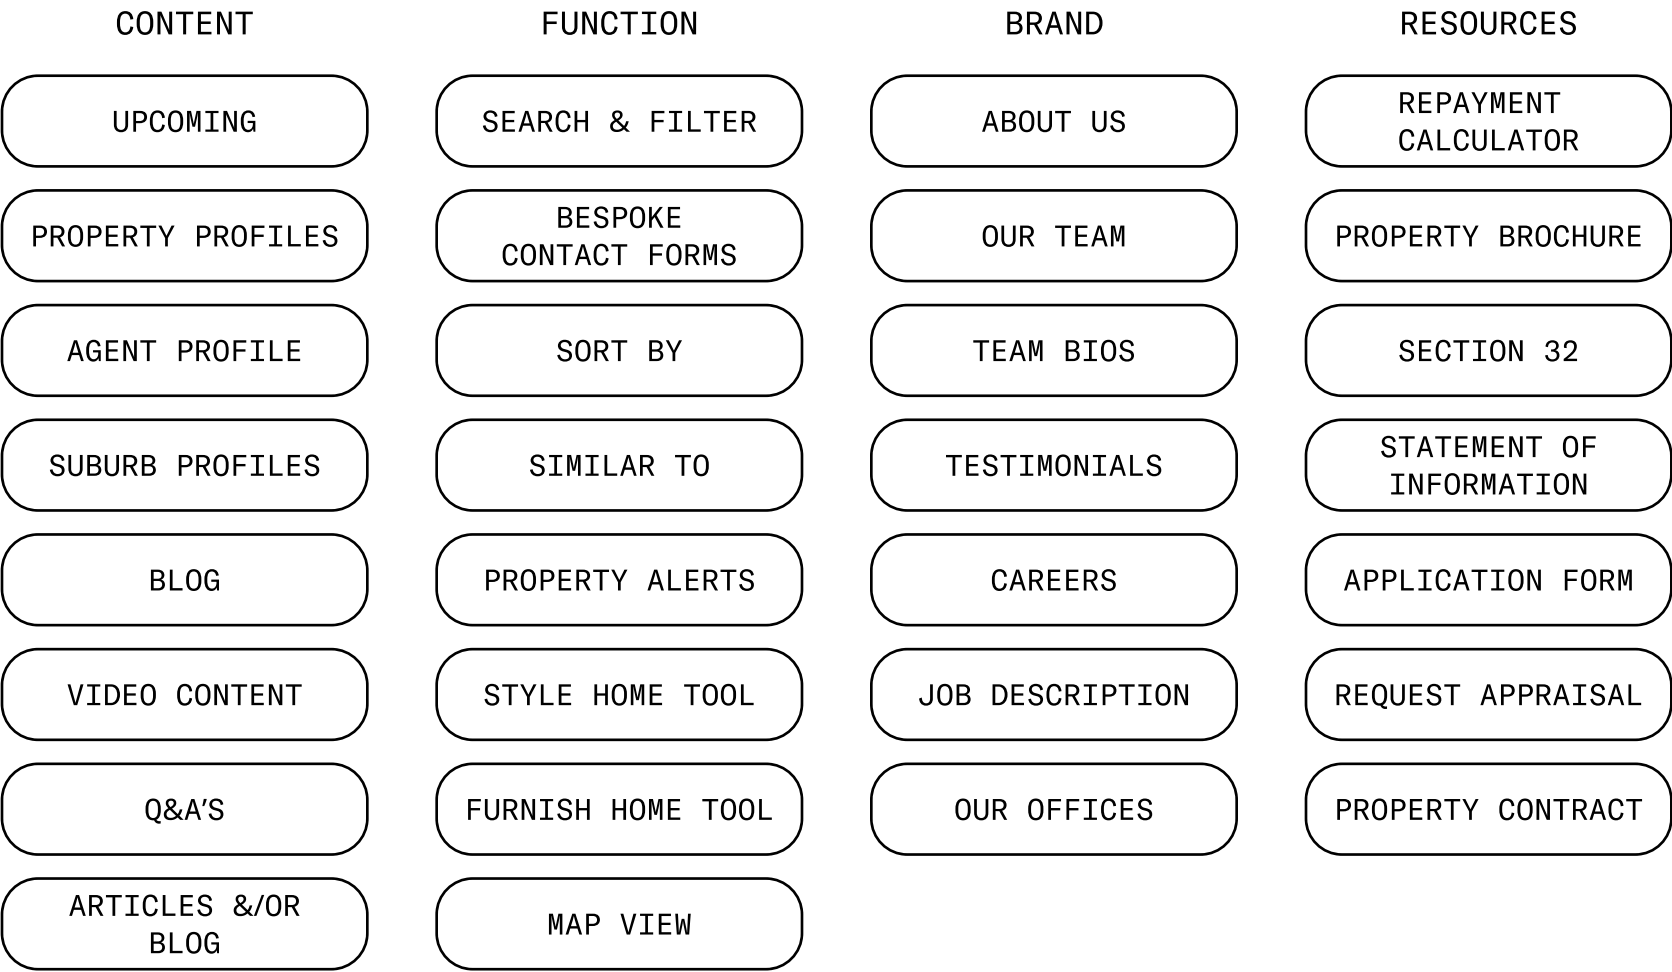 CONTENT
UPCOMING
PROPERTY PROFILES
AGENT PROFILE
SUBURB PROFILES
BLOG
VIDEO CONTENT
Q&A’S
ARTICLES &/OR
BLOG
FUNCTION
SEARCH & FILTER
BESPOKE
CONTACT FORMS
SORT BY
SIMILAR TO
PROPERTY ALERTS
STYLE HOME TOOL
FURNISH HOME TOOL
MAP VIEW
BRAND
ABOUT US
OUR TEAM
TEAM BIOS
TESTIMONIALS
CAREERS
JOB DESCRIPTION
OUR OFFICES
RESOURCES
REPAYMENT
CALCULATOR
PROPERTY BROCHURE
SECTION 32
STATEMENT OF
INFORMATION
APPLICATION FORM
REQUEST APPRAISAL
PROPERTY CONTRACT